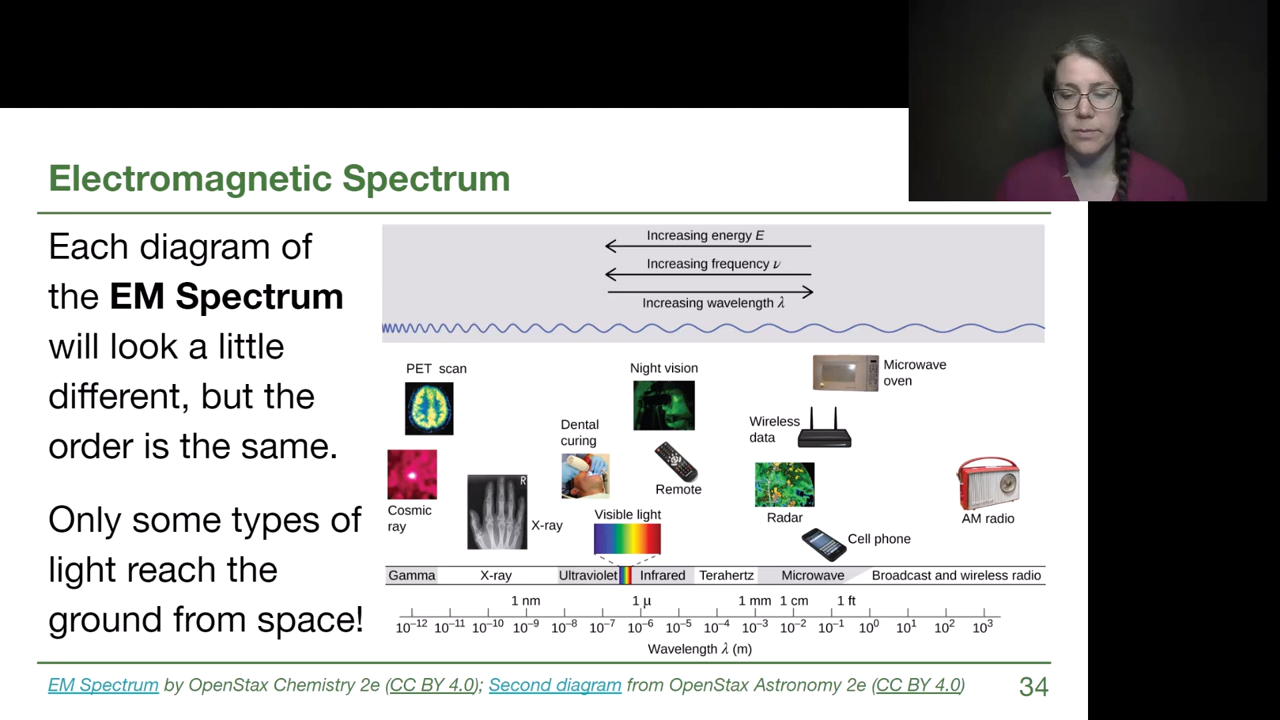 Electromagnetic Spectrum
Each diagram of
the EM Spectrum
will look a little
different, but the
order is the same.
Only some types of
light reach the
ground from space!
Increasing energy E
Increasing frequency ν
Increasing wavelength λ
PET scan
Night vision
Microwave
oven
Dental
curing
Wireless
data
Cosmic
ray
R
X-ray
Remote
Visible light
Radar
Cell phone
AM radio
Gamma X-ray Ultraviolet Infrared Terahertz Microwave Broadcast and wireless radio
1 nm 1 µ 1 mm 1 cm 1 ft
10⁻¹² 10⁻¹¹ 10⁻¹⁰ 10⁻⁹ 10⁻⁸ 10⁻⁷ 10⁻⁶ 10⁻⁵ 10⁻⁴ 10⁻³ 10⁻² 10⁻¹ 10⁰ 10¹ 10² 10³
Wavelength λ (m)
EM Spectrum by OpenStax Chemistry 2e (CC BY 4.0); Second diagram from OpenStax Astronomy 2e (CC BY 4.0)
34